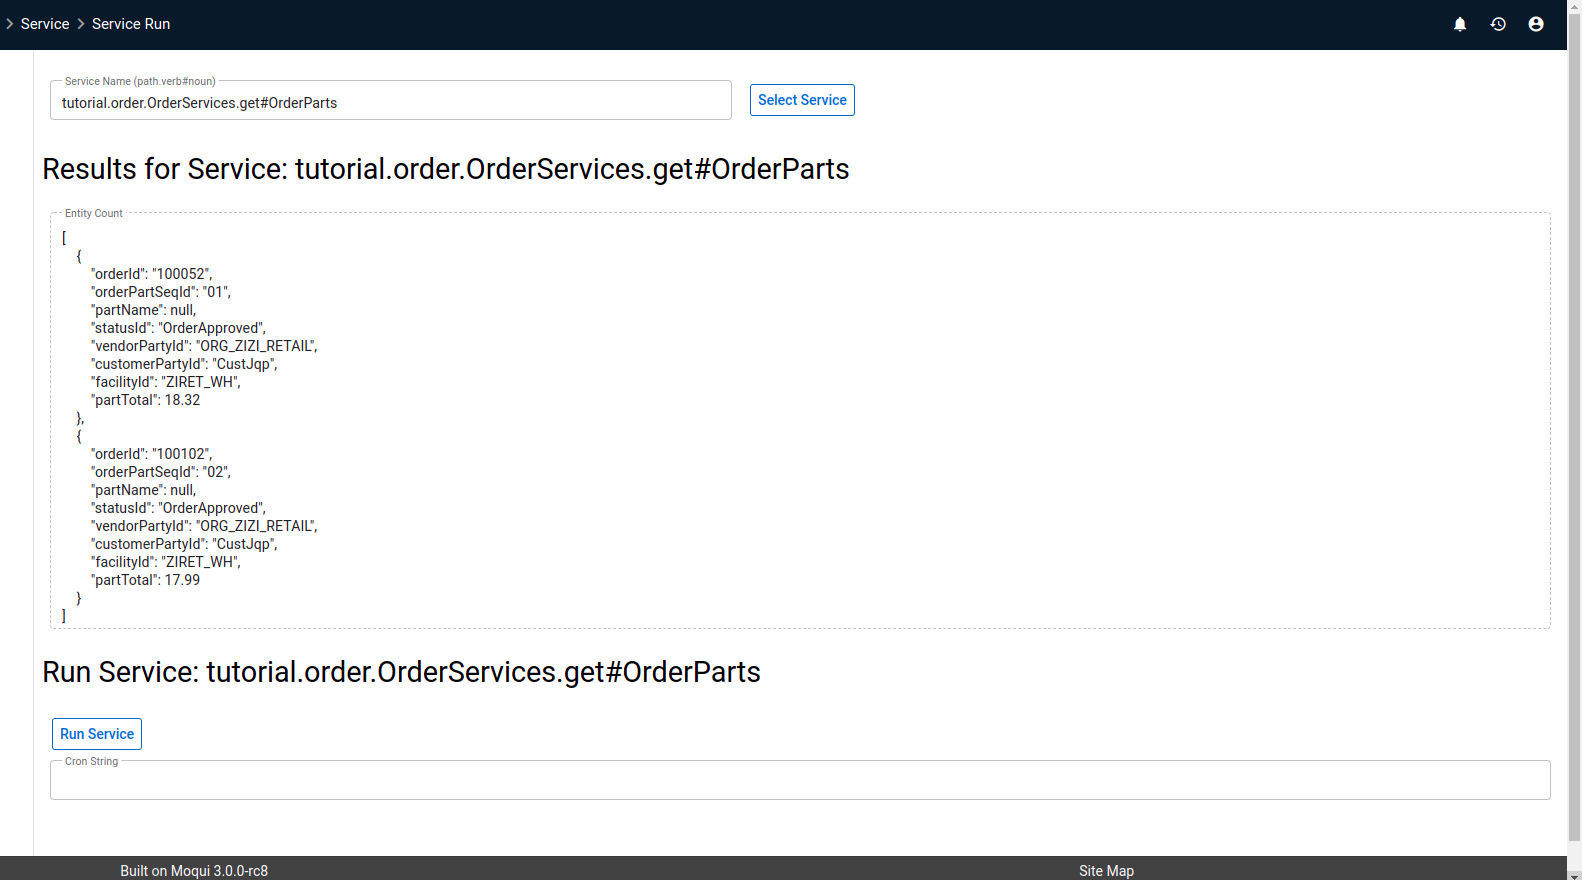 Service Service Run
Service Name (path.verb#noun)
tutorial.order.OrderServices.get#OrderParts
Select Service
Results for Service: tutorial.order.OrderServices.get#OrderParts
Entity Count
[
{
"orderId": "100052",
"orderPartSeqId": "01",
"partName": null,
"statusId": "OrderApproved",
"vendorPartyId": "ORG_ZIZI_RETAIL",
"customerPartyId": "CustJqp",
"facilityId": "ZIRET_WH",
"partTotal": 18.32
},
{
"orderId": "100102",
"orderPartSeqId": "02",
"partName": null,
"statusId": "OrderApproved",
"vendorPartyId": "ORG_ZIZI_RETAIL",
"customerPartyId": "CustJqp",
"facilityId": "ZIRET_WH",
"partTotal": 17.99
}
]
Run Service: tutorial.order.OrderServices.get#OrderParts
Run Service
Cron String
Built on Moqui 3.0.0-rc8
Site Map